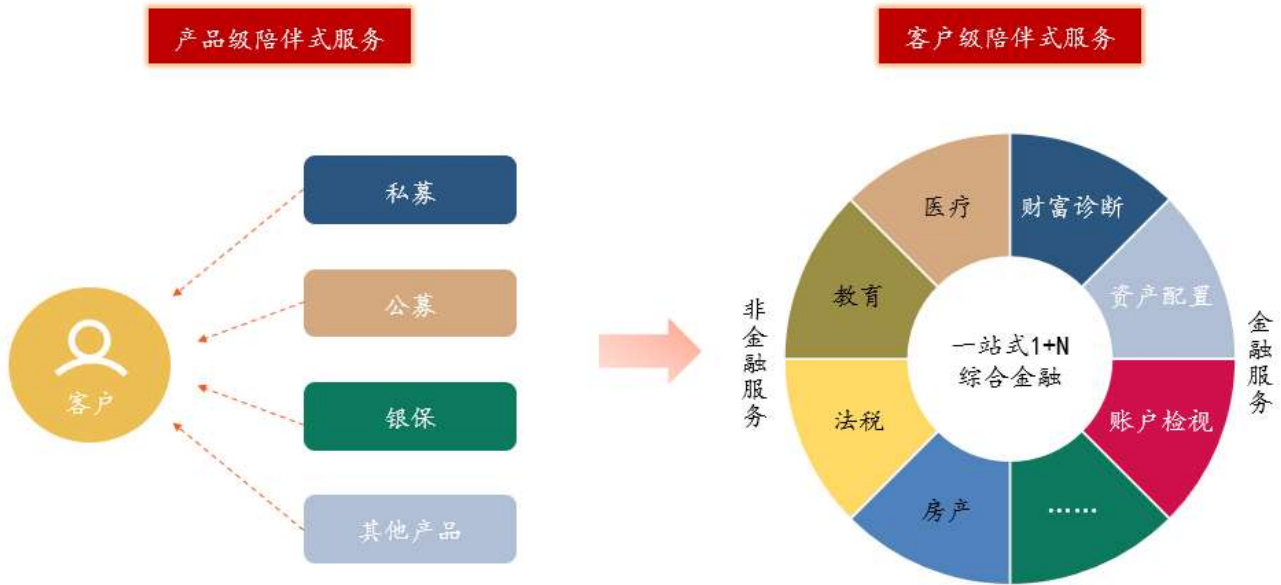 产品级陪伴式服务
客户级陪伴式服务
私募
公募
银保
其他产品
客户
医疗
财富诊断
教育
资产配置
非金融服务
一站式1+N
综合金融
金融服务
法税
账户检视
房产
……